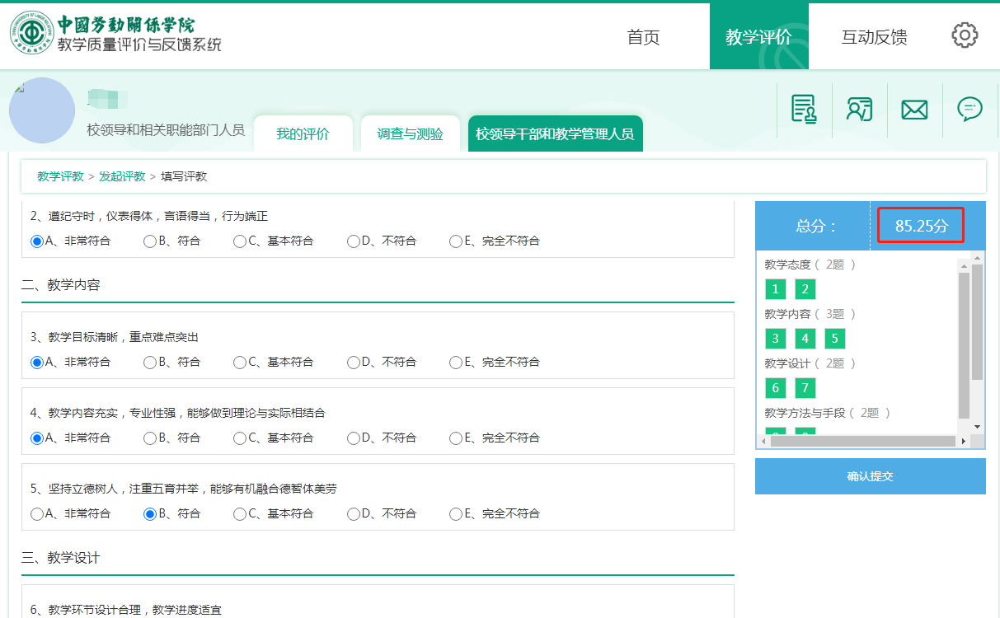 中國劳動關係学院
教学质量评价与反馈系统
首页
教学评价
互动反馈
校领导和相关职能部门人员
我的评价
调查与测验
校领导干部和教学管理人员
教学评教 > 发起评教 > 填写评教
2、遵纪守时，仪表得体，言语得当，行为端正
A、非常符合 B、符合 C、基本符合 D、不符合 E、完全不符合
二、教学内容
3、教学目标清晰，重点难点突出
A、非常符合 B、符合 C、基本符合 D、不符合 E、完全不符合
4、教学内容充实，专业性强，能够做到理论与实际相结合
A、非常符合 B、符合 C、基本符合 D、不符合 E、完全不符合
5、坚持立德树人，注重五育并举，能够有机融合德智体美劳
A、非常符合 B、符合 C、基本符合 D、不符合 E、完全不符合
三、教学设计
6、教学环节设计合理，教学进度适宜
总分： 85.25分
教学态度（ 2题 ）
1 2
教学内容（ 3题 ）
3 4 5
教学设计（ 2题 ）
6 7
教学方法与手段（ 2题 ）
确认提交